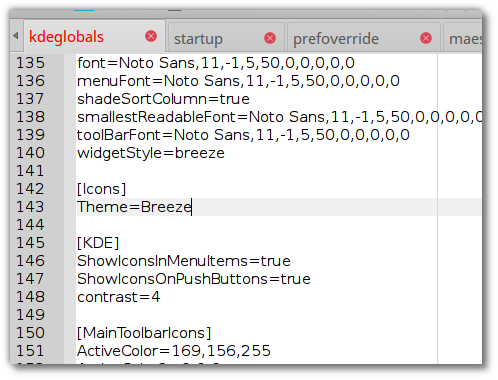 kdeglobals startup prefoverride maes
135 font=Noto Sans,11,-1,5,50,0,0,0,0,0
136 menuFont=Noto Sans,11,-1,5,50,0,0,0,0,0
137 shadeSortColumn=true
138 smallestReadableFont=Noto Sans,11,-1,5,50,0,0,0,0,0
139 toolBarFont=Noto Sans,11,-1,5,50,0,0,0,0,0
140 widgetStyle=breeze
141
142 [Icons]
143 Theme=Breeze
144
145 [KDE]
146 ShowIconsInMenuItems=true
147 ShowIconsOnPushButtons=true
148 contrast=4
149
150 [MainToolbarIcons]
151 ActiveColor=169,156,255